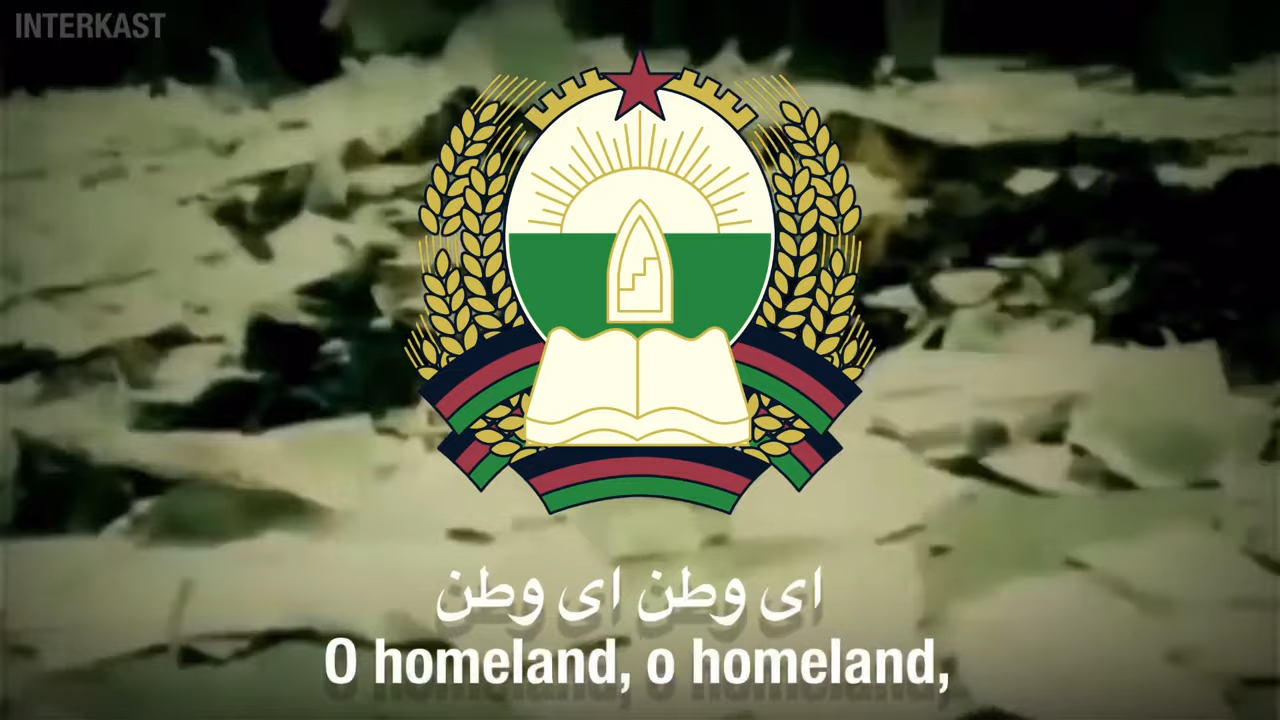 INTERKAST
ای وطن ای وطن
O homeland, o homeland,